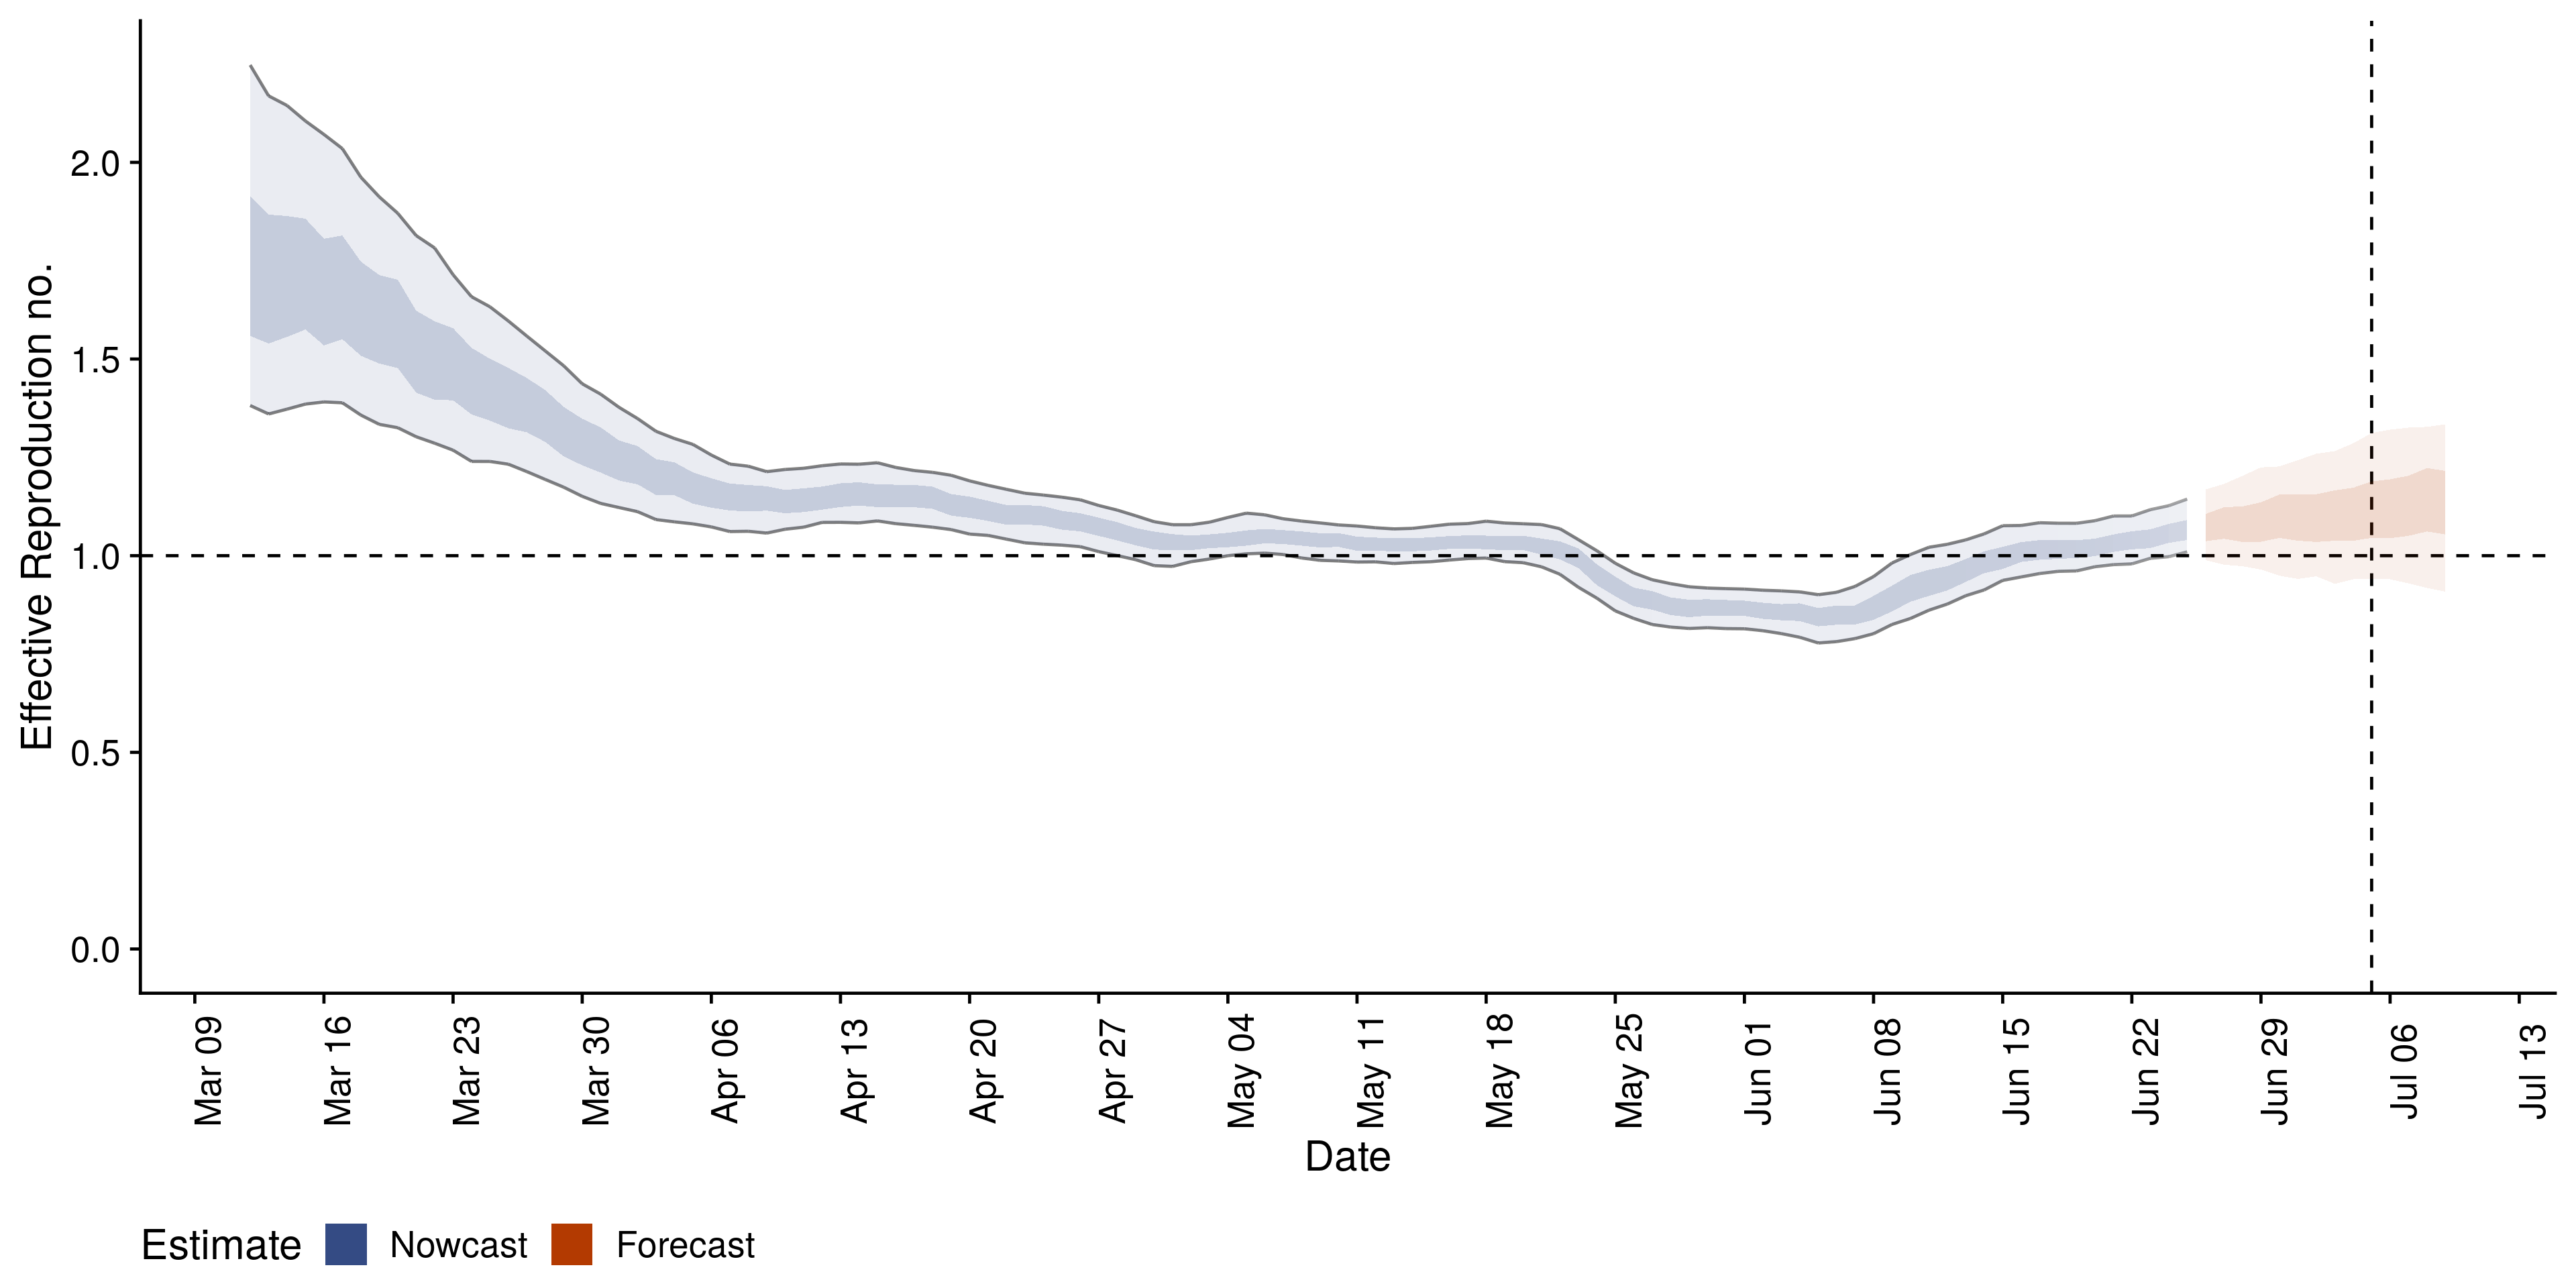 Effective Reproduction no.
2.0
1.5
1.0
0.5
0.0
Mar 09
Mar 16
Mar 23
Mar 30
Apr 06
Apr 13
Apr 20
Apr 27
May 04
May 11
May 18
May 25
Jun 01
Jun 08
Jun 15
Jun 22
Jun 29
Jul 06
Jul 13
Date
Estimate Nowcast Forecast